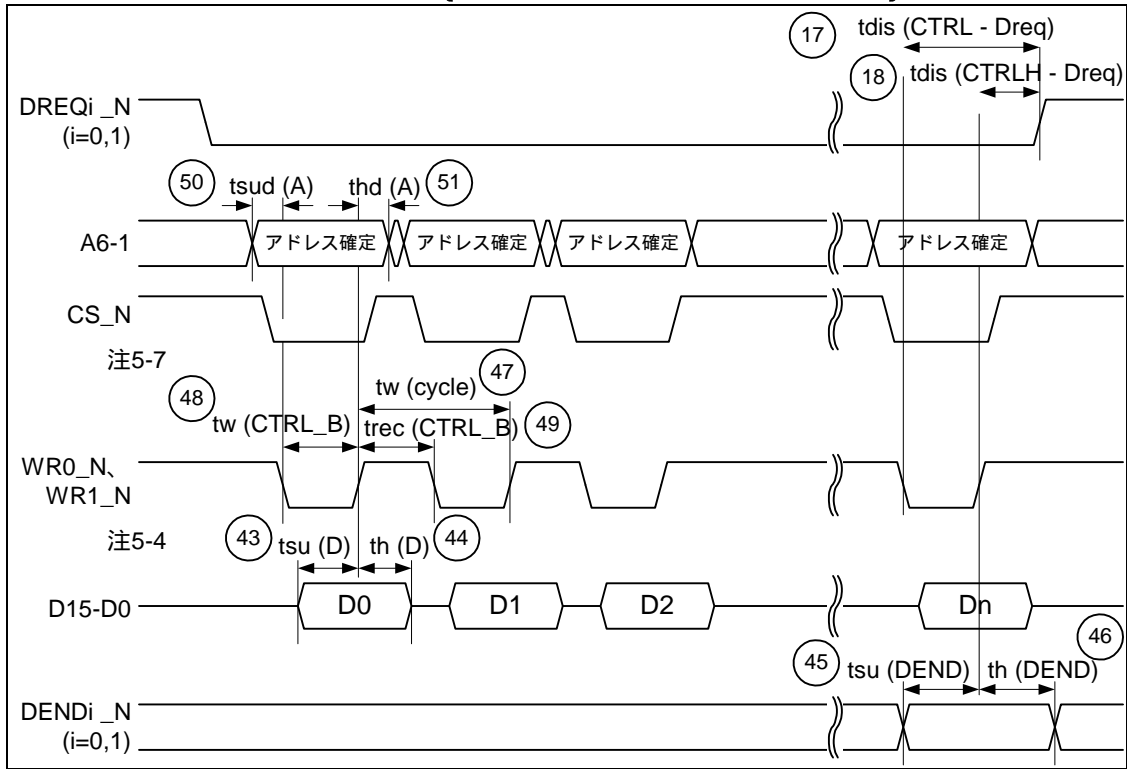 17
tdis (CTRL - Dreq)
18
tdis (CTRLH - Dreq)
DREQi _N
(i=0,1)
50
tsud (A)
thd (A)
51
A6-1
アドレス確定
アドレス確定
アドレス確定
アドレス確定
CS_N
注5-7
47
tw (cycle)
48
tw (CTRL_B)
trec (CTRL_B)
49
WR0_N、
WR1_N
注5-4
43
tsu (D)
th (D)
44
D15-D0
D0
D1
D2
Dn
46
45
tsu (DEND)
th (DEND)
DENDi _N
(i=0,1)